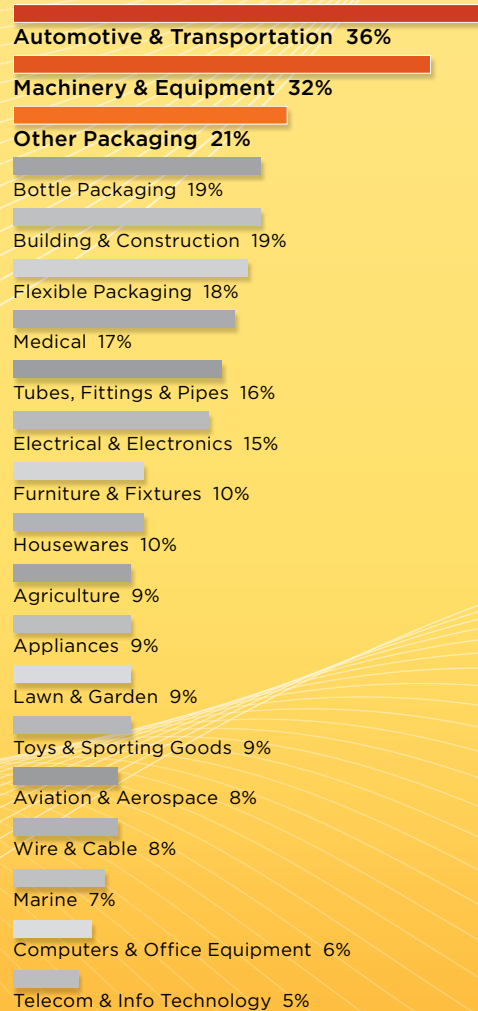 Automotive & Transportation 36%
Machinery & Equipment 32%
Other Packaging 21%
Bottle Packaging 19%
Building & Construction 19%
Flexible Packaging 18%
Medical 17%
Tubes, Fittings & Pipes 16%
Electrical & Electronics 15%
Furniture & Fixtures 10%
Housewares 10%
Agriculture 9%
Appliances 9%
Lawn & Garden 9%
Toys & Sporting Goods 9%
Aviation & Aerospace 8%
Wire & Cable 8%
Marine 7%
Computers & Office Equipment 6%
Telecom & Info Technology 5%